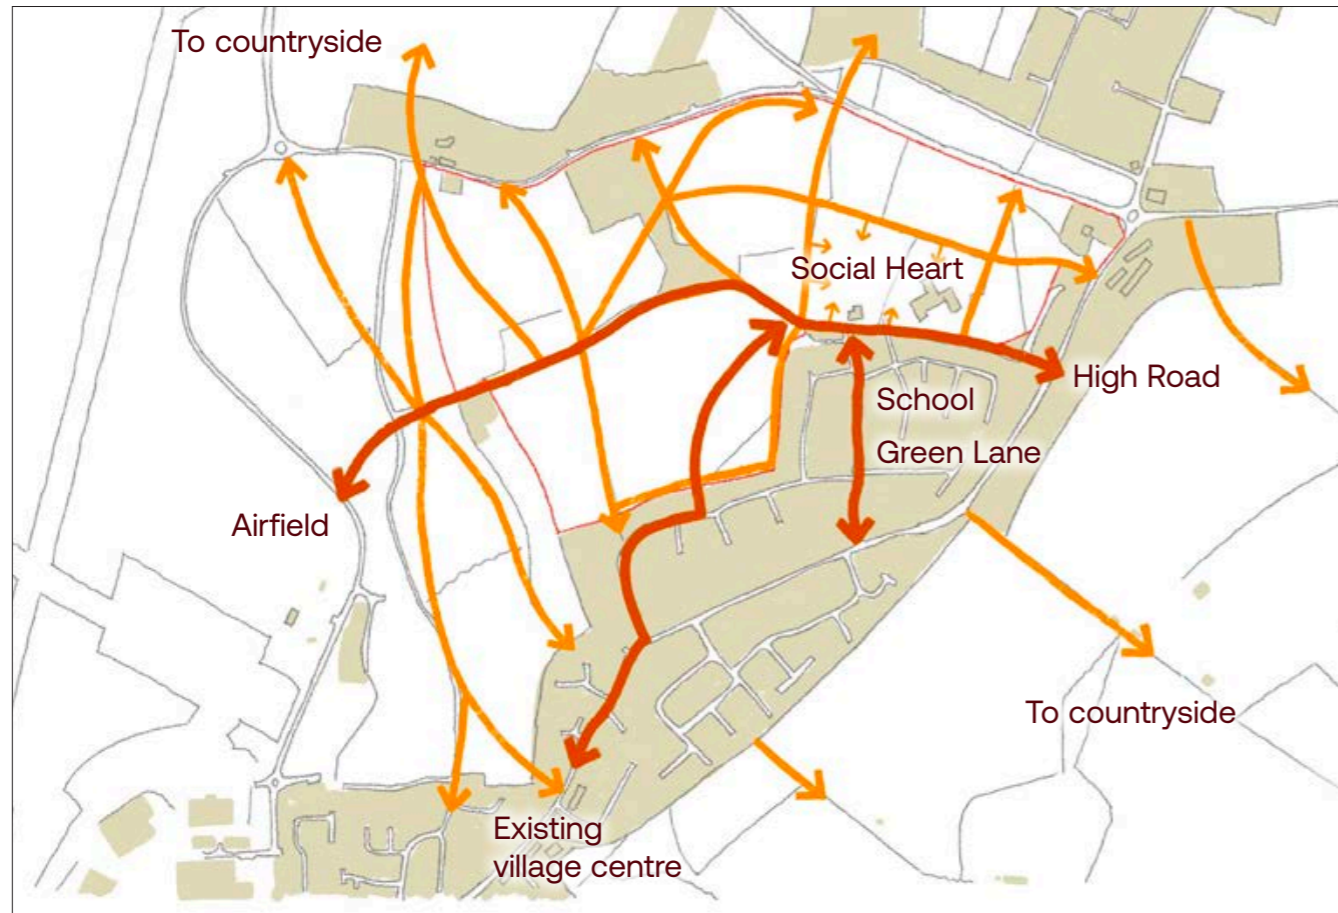 To countryside
Social Heart
High Road
School
Green Lane
Airfield
To countryside
Existing
village centre